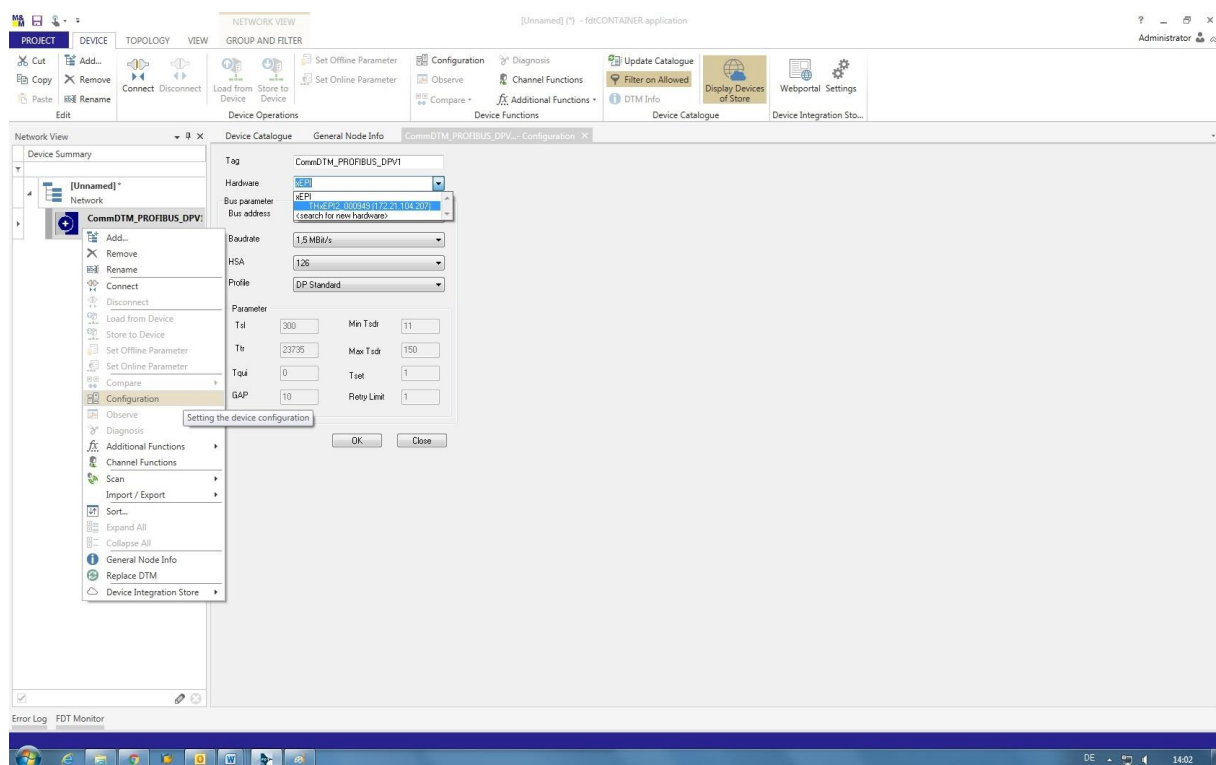 NETWORK VIEW
[Unnamed] (*) - fdtCONTAINER application
PROJECT DEVICE TOPOLOGY VIEW GROUP AND FILTER
Administrator
Cut
Copy
Paste
Add...
Remove
Rename
Edit
Connect Disconnect
Load from Device
Store to Device
Set Offline Parameter
Set Online Parameter
Device Operations
Configuration
Observe
Compare
Diagnosis
Channel Functions
Additional Functions
Device Functions
Update Catalogue
Filter on Allowed
DTM Info
Display Devices of Store
Device Catalogue
Webportal Settings
Device Integration Sto...
Network View
Device Catalogue General Node Info CommDTM_PROFIBUS_DPV...- Configuration
Device Summary
[Unnamed] *
Network
CommDTM_PROFIBUS_DPV:
Add...
Remove
Rename
Connect
Disconnect
Load from Device
Store to Device
Set Offline Parameter
Set Online Parameter
Compare
Configuration
Observe
Diagnosis
Additional Functions
Channel Functions
Scan
Import / Export
Sort...
Expand All
Collapse All
General Node Info
Replace DTM
Device Integration Store
Setting the device configuration
Tag CommDTM_PROFIBUS_DPV1
Hardware xEPI
xEPI
THxEPI2_000949 (172.21.104.207)
<search for new hardware>
Bus parameter
Bus address
Baudrate 1,5 MBit/s
HSA 126
Profile DP Standard
Parameter
Tsl 300 Min Tsdr 11
Ttr 23735 Max Tsdr 150
Tqui 0 Tset 1
GAP 10 Retry Limit 1
OK Close
Error Log FDT Monitor
DE 14:02